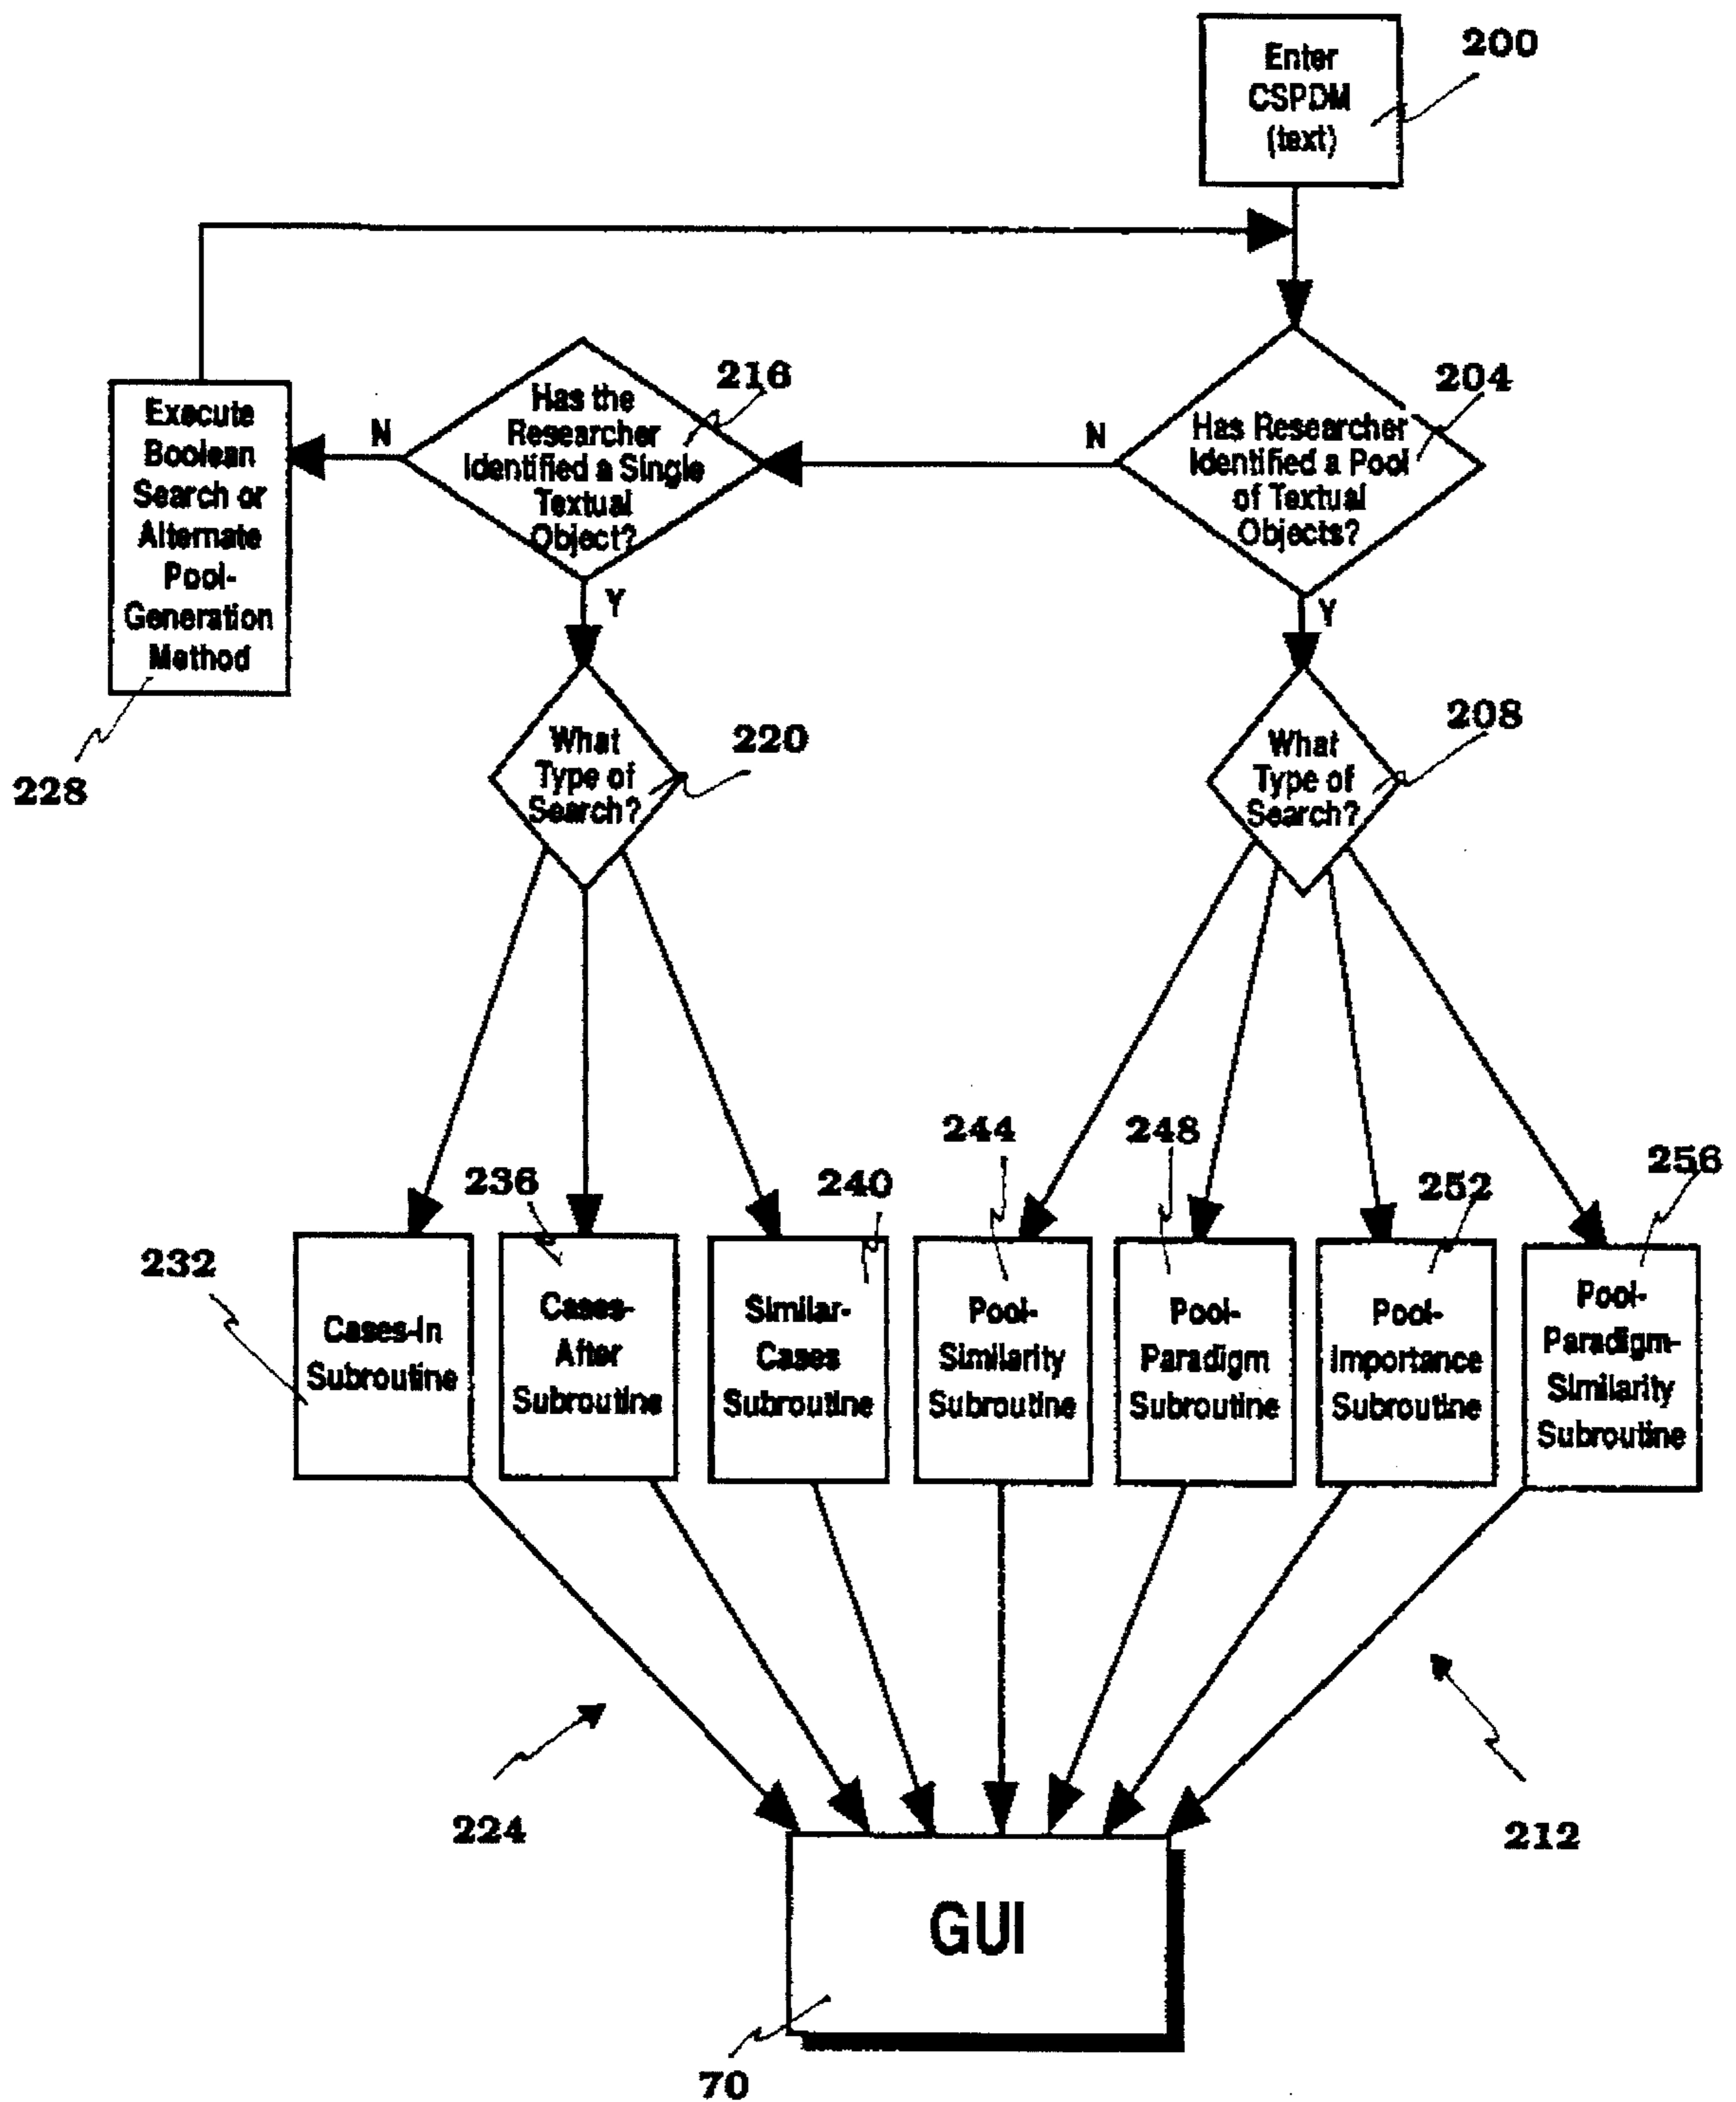 Enter
CSPDM
(text)
200
Has Researcher
Identified a Pool
of Textual
Objects?
204
N
Y
Has the
Researcher
Identified a Single
Textual
Object?
216
N
Y
Execute
Boolean
Search or
Alternate
Pool-
Generation
Method
228
What
Type of
Search?
220
What
Type of
Search?
208
232
Cases-In
Subroutine
236
Cases-
After
Subroutine
240
Similar-
Cases
Subroutine
244
Pool-
Similarity
Subroutine
248
Pool-
Paradigm
Subroutine
252
Pool-
Importance
Subroutine
256
Pool-
Paradigm-
Similarity
Subroutine
224
212
GUI
70